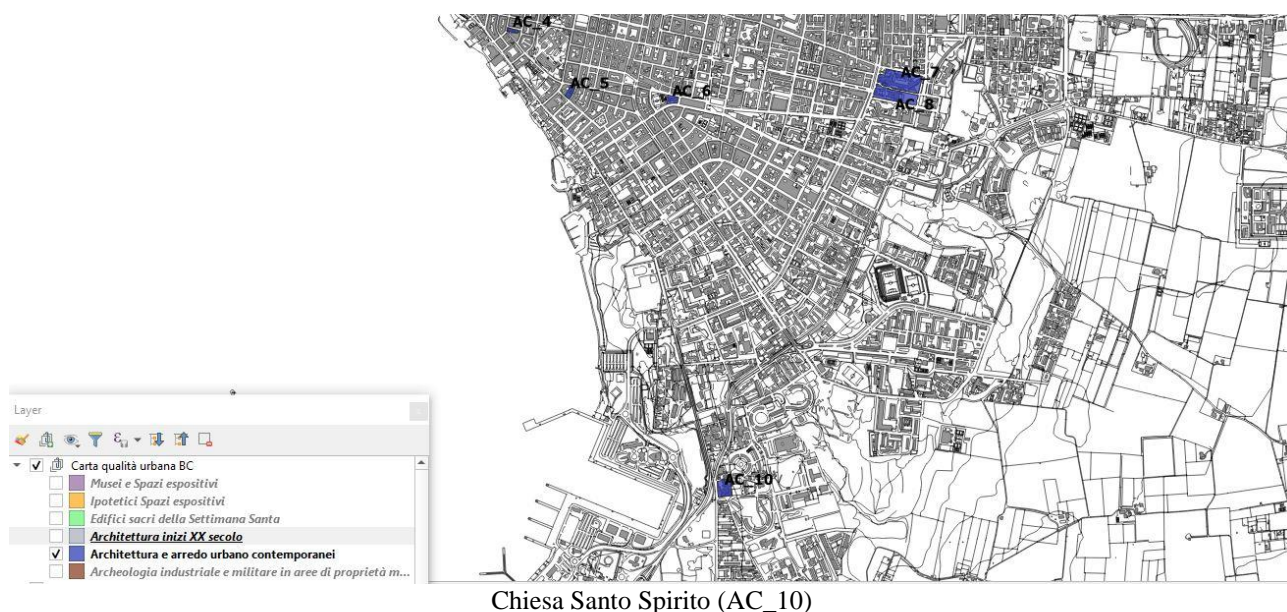 AC_4
AC_7
AC_5
AC_6
AC_8
AC_10
Layer
Carta qualità urbana BC
Musei e Spazi espositivi
Ipotetici Spazi espositivi
Edifici sacri della Settimana Santa
Architettura inizi XX secolo
Architettura e arredo urbano contemporanei
Archeologia industriale e militare in aree di proprietà m...
Chiesa Santo Spirito (AC_10)